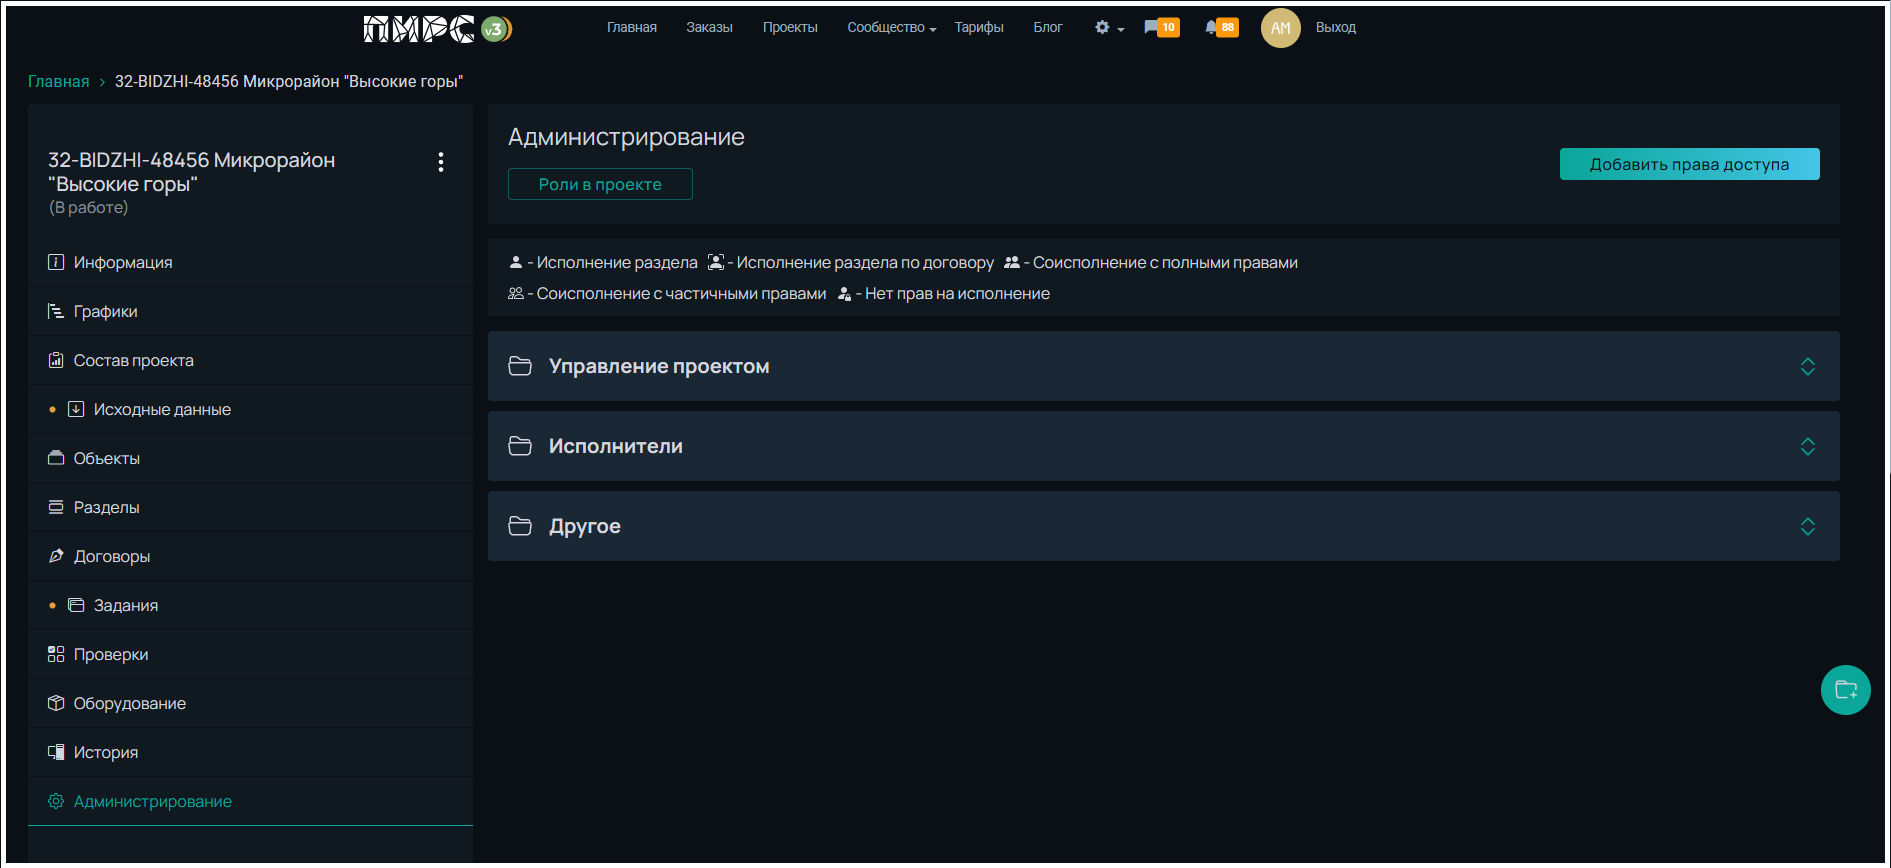 ПИРС v3
Главная Заказы Проекты Сообщество Тарифы Блог 10 88 АМ Выход
Главная > 32-BIDZHI-48456 Микрорайон "Высокие горы"
32-BIDZHI-48456 Микрорайон
"Высокие горы"
(В работе)
Информация
Графики
Состав проекта
Исходные данные
Объекты
Разделы
Договоры
Задания
Проверки
Оборудование
История
Администрирование
Администрирование
Роли в проекте
Добавить права доступа
- Исполнение раздела - Исполнение раздела по договору - Соисполнение с полными правами
- Соисполнение с частичными правами - Нет прав на исполнение
Управление проектом
Исполнители
Другое